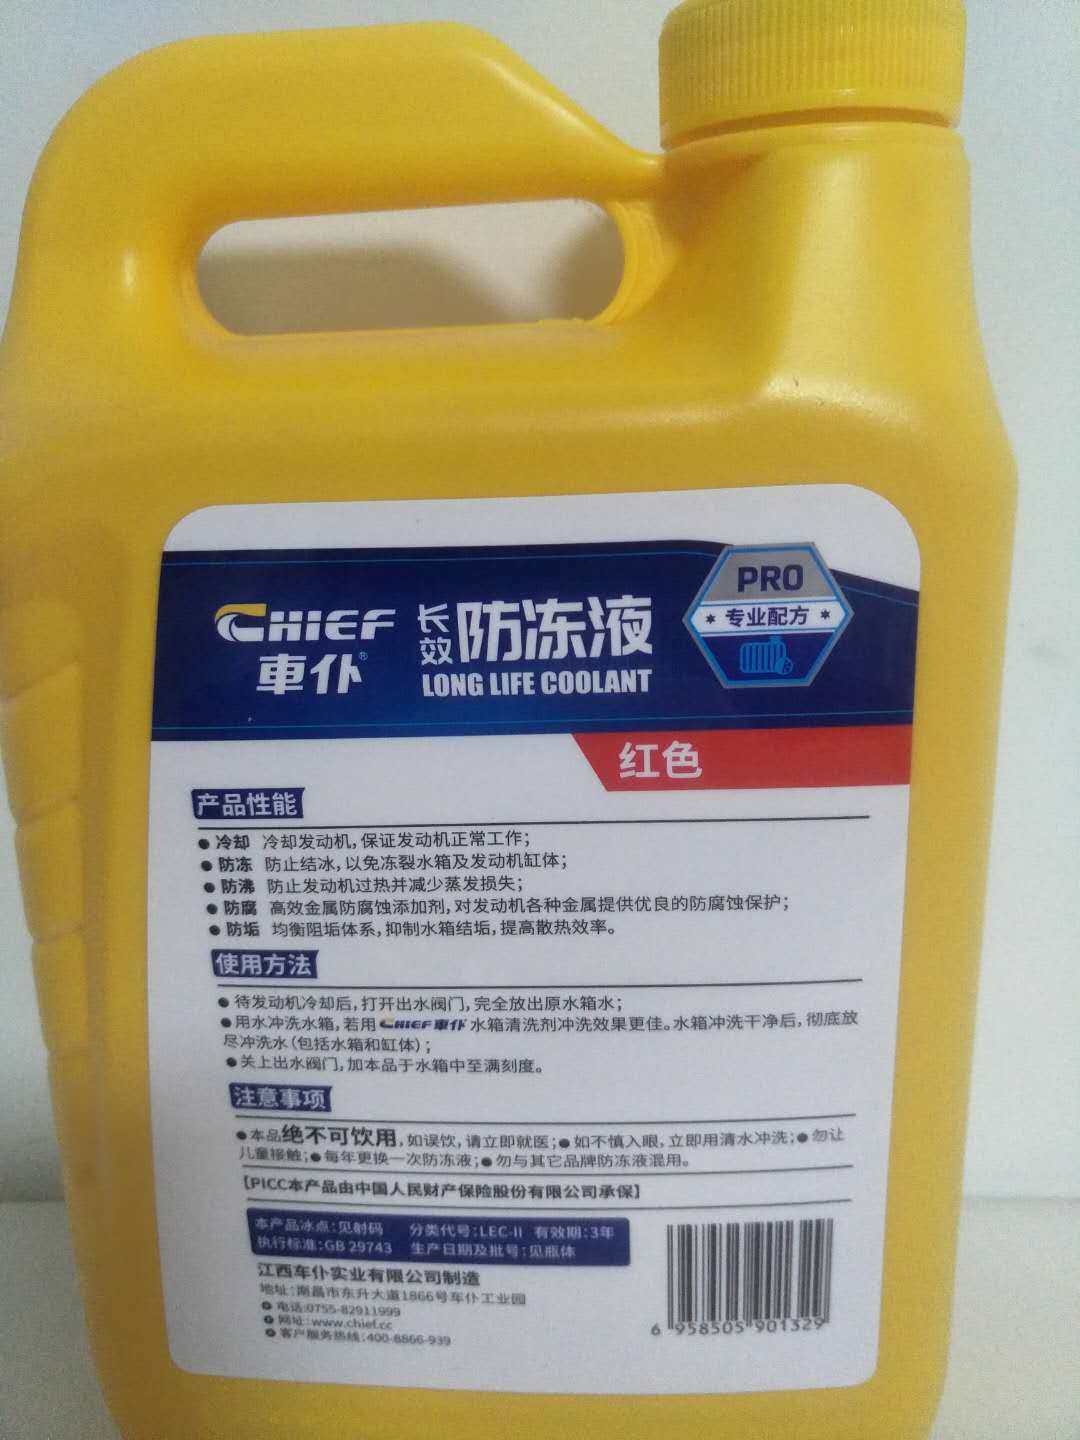 CHIEF
車仆®
长效防冻液
LONG LIFE COOLANT
PRO
专业配方
红色
产品性能
● 冷却 冷却发动机,保证发动机正常工作;
● 防冻 防止结冰,以免冻裂水箱及发动机缸体;
● 防沸 防止发动机过热并减少蒸发损失;
● 防腐 高效金属防腐蚀添加剂,对发动机各种金属提供优良的防腐蚀保护;
● 防垢 均衡阻垢体系,抑制水箱结垢,提高散热效率。
使用方法
● 待发动机冷却后,打开出水阀门,完全放出原水箱水;
● 用水冲洗水箱,若用CHIEF車仆水箱清洗剂冲洗效果更佳。水箱冲洗干净后,彻底放
尽冲洗水(包括水箱和缸体);
● 关上出水阀门,加本品于水箱中至满刻度。
注意事项
● 本品绝不可饮用,如误饮,请立即就医;● 如不慎入眼,立即用清水冲洗;● 勿让
儿童接触;● 每年更换一次防冻液;● 勿与其它品牌防冻液混用。
【PICC本产品由中国人民财产保险股份有限公司承保】
本产品冰点:见射码 分类代号:LEC-II 有效期:3年
执行标准:GB 29743 生产日期及批号:见瓶体
江西车仆实业有限公司制造
地址:南昌市东升大道1866号车仆工业园
电话:0755-82911999
网址:www.chief.cc
客户服务热线:400-8866-939
6 958505 901329